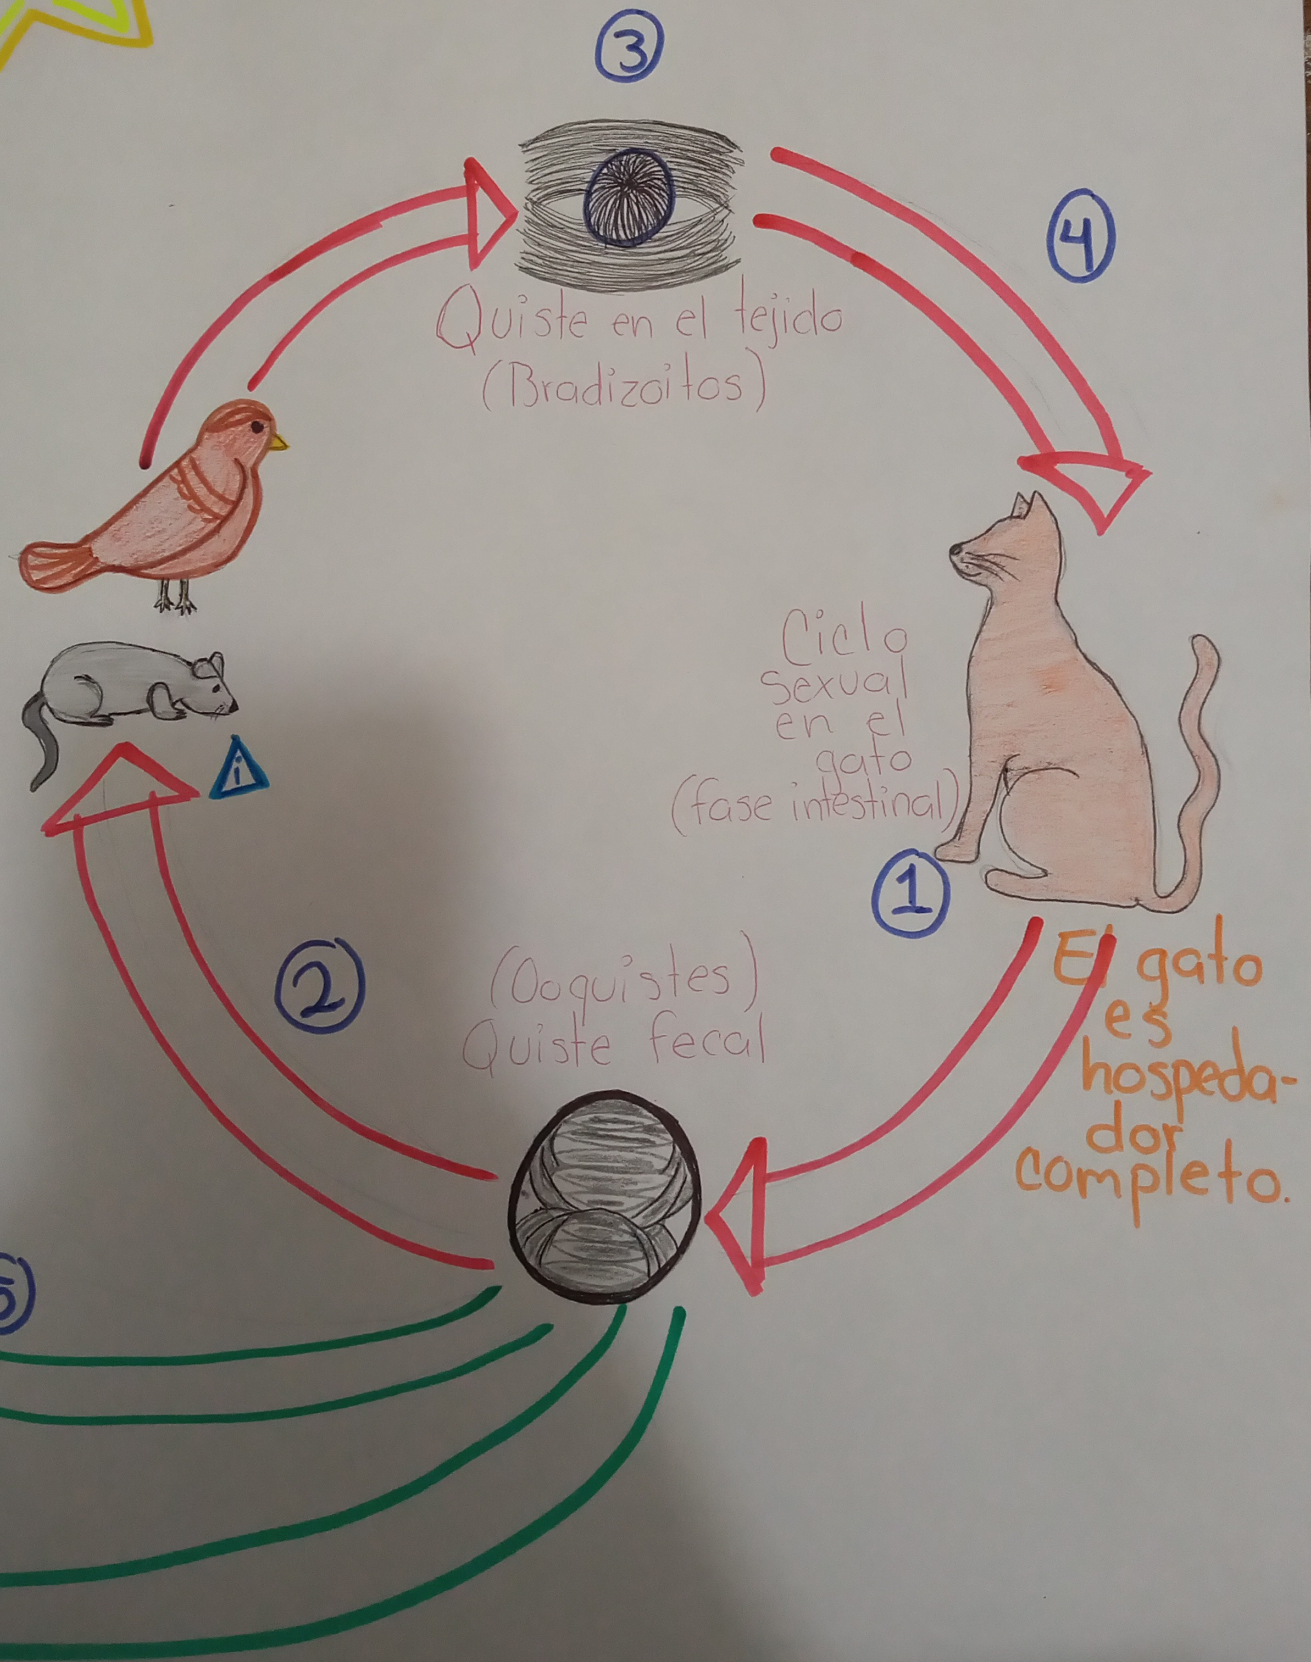 3
4
Quiste en el tejido
(Bradizoitos)
Ciclo
sexual
en el
gato
(fase intestinal)
i
1
El gato
es
hospeda-
dor
completo.
2
(Ooquistes)
Quiste fecal
5